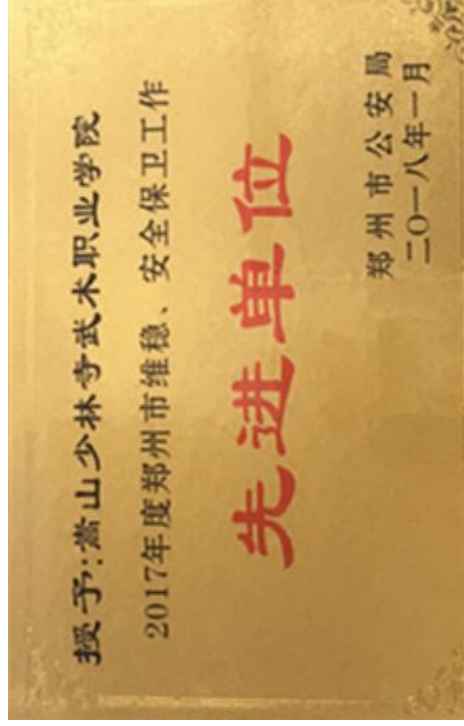 授予:嵩山少林寺武术职业学院
2017年度郑州市维稳、安全保卫工作
先进单位
郑州市公安局
二〇一八年一月